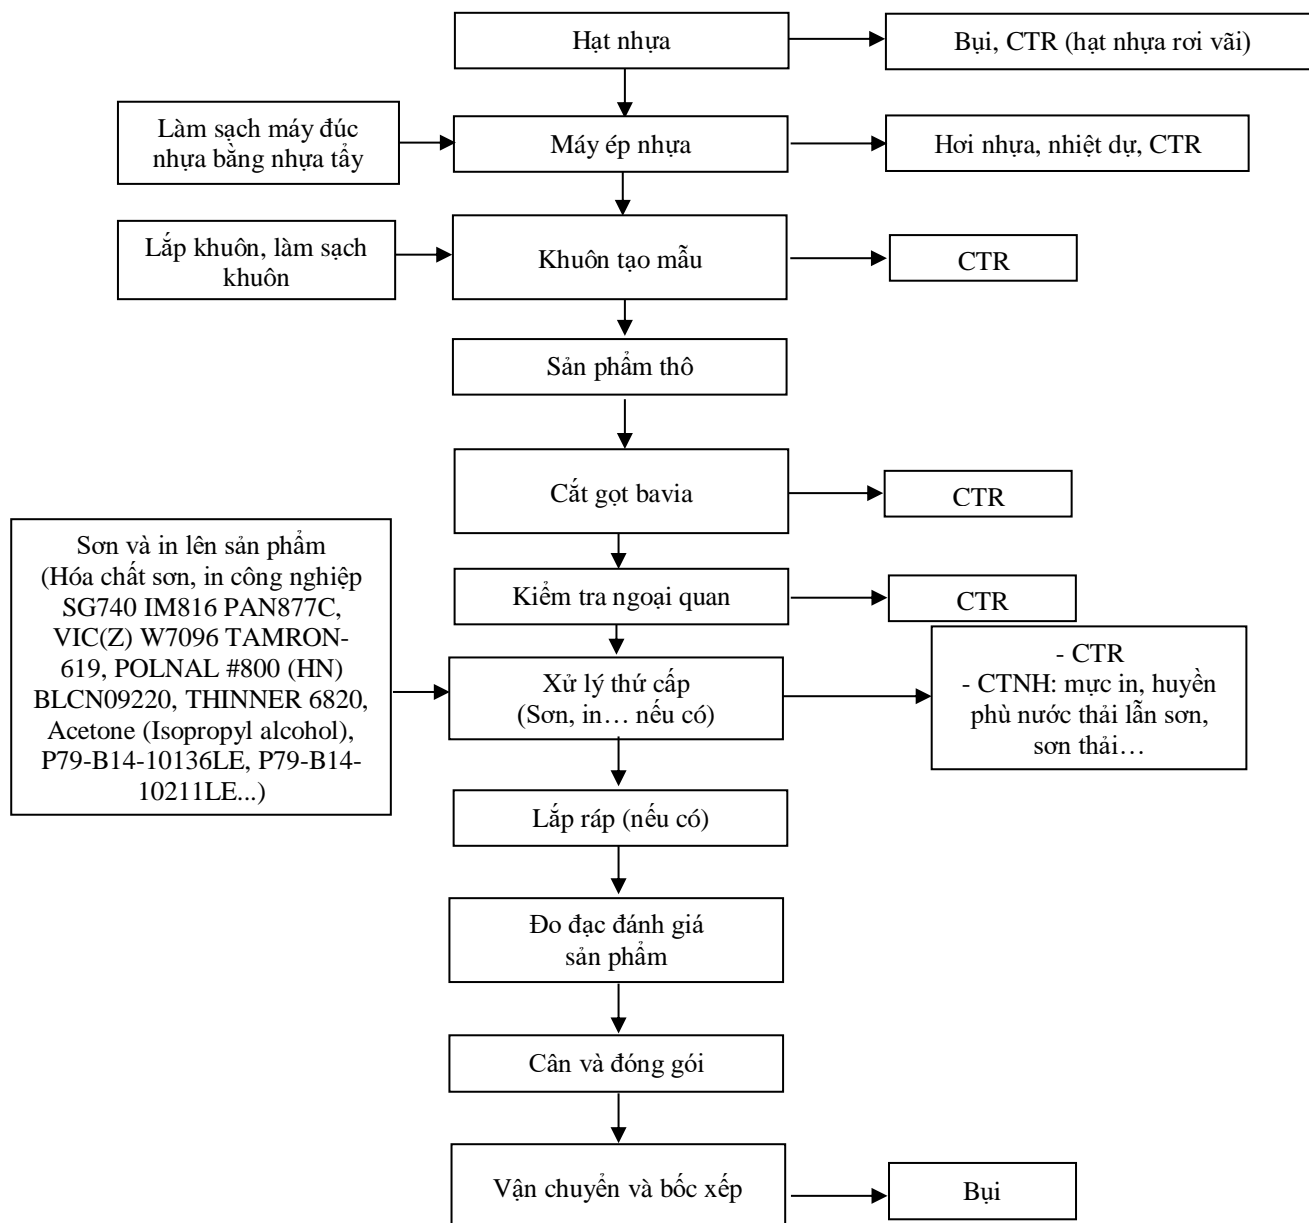 Hạt nhựa
Bụi, CTR (hạt nhựa rơi vãi)
Làm sạch máy đúc
nhựa bằng nhựa tẩy
Máy ép nhựa
Hơi nhựa, nhiệt dự, CTR
Lắp khuôn, làm sạch
khuôn
Khuôn tạo mẫu
CTR
Sản phẩm thô
Cắt gọt bavia
CTR
Sơn và in lên sản phẩm
(Hóa chất sơn, in công nghiệp
SG740 IM816 PAN877C,
VIC(Z) W7096 TAMRON-
619, POLNAL #800 (HN)
BLCN09220, THINNER 6820,
Acetone (Isopropyl alcohol),
P79-B14-10136LE, P79-B14-
10211LE...)
Kiểm tra ngoại quan
CTR
Xử lý thứ cấp
(Sơn, in… nếu có)
- CTR
- CTNH: mực in, huyền
phù nước thải lẫn sơn,
sơn thải…
Lắp ráp (nếu có)
Đo đạc đánh giá
sản phẩm
Cân và đóng gói
Vận chuyển và bốc xếp
Bụi